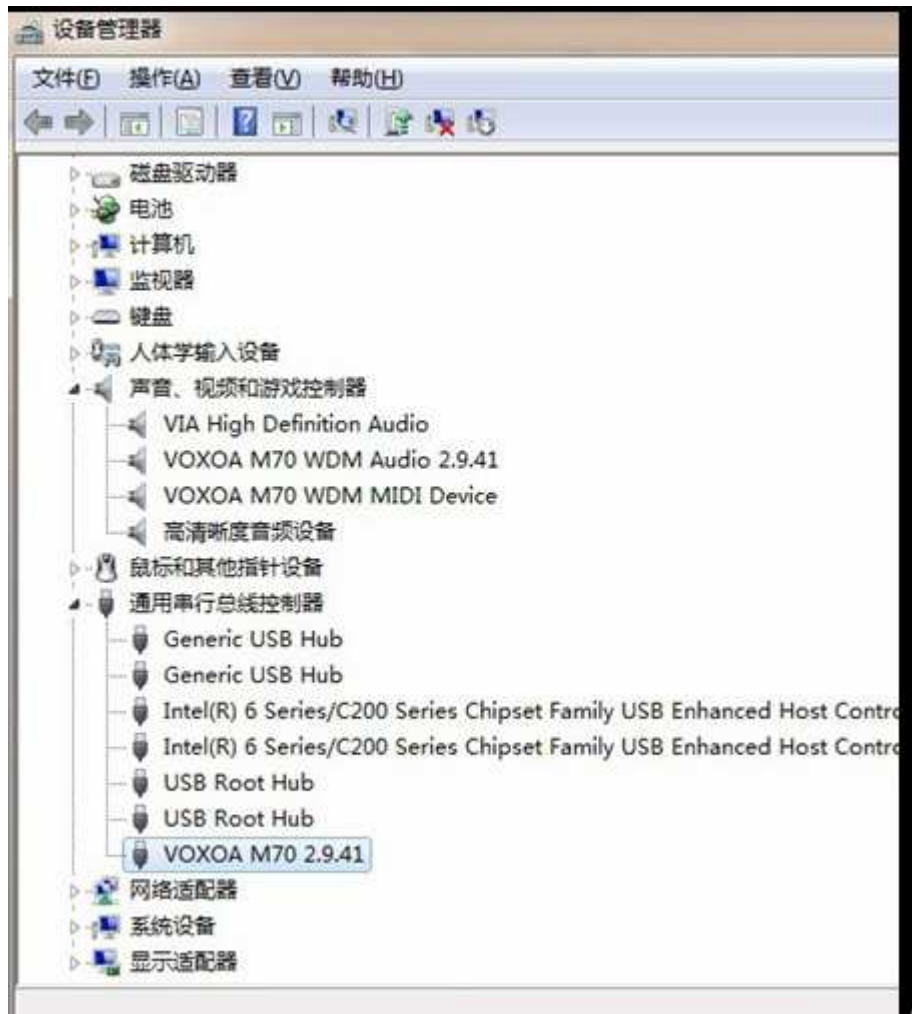 设备管理器
文件(F) 操作(A) 查看(V) 帮助(H)
磁盘驱动器
电池
计算机
监视器
键盘
人体学输入设备
声音、视频和游戏控制器
VIA High Definition Audio
VOXOA M70 WDM Audio 2.9.41
VOXOA M70 WDM MIDI Device
高清晰度音频设备
鼠标和其他指针设备
通用串行总线控制器
Generic USB Hub
Generic USB Hub
Intel(R) 6 Series/C200 Series Chipset Family USB Enhanced Host Contro
Intel(R) 6 Series/C200 Series Chipset Family USB Enhanced Host Contro
USB Root Hub
USB Root Hub
VOXOA M70 2.9.41
网络适配器
系统设备
显示适配器